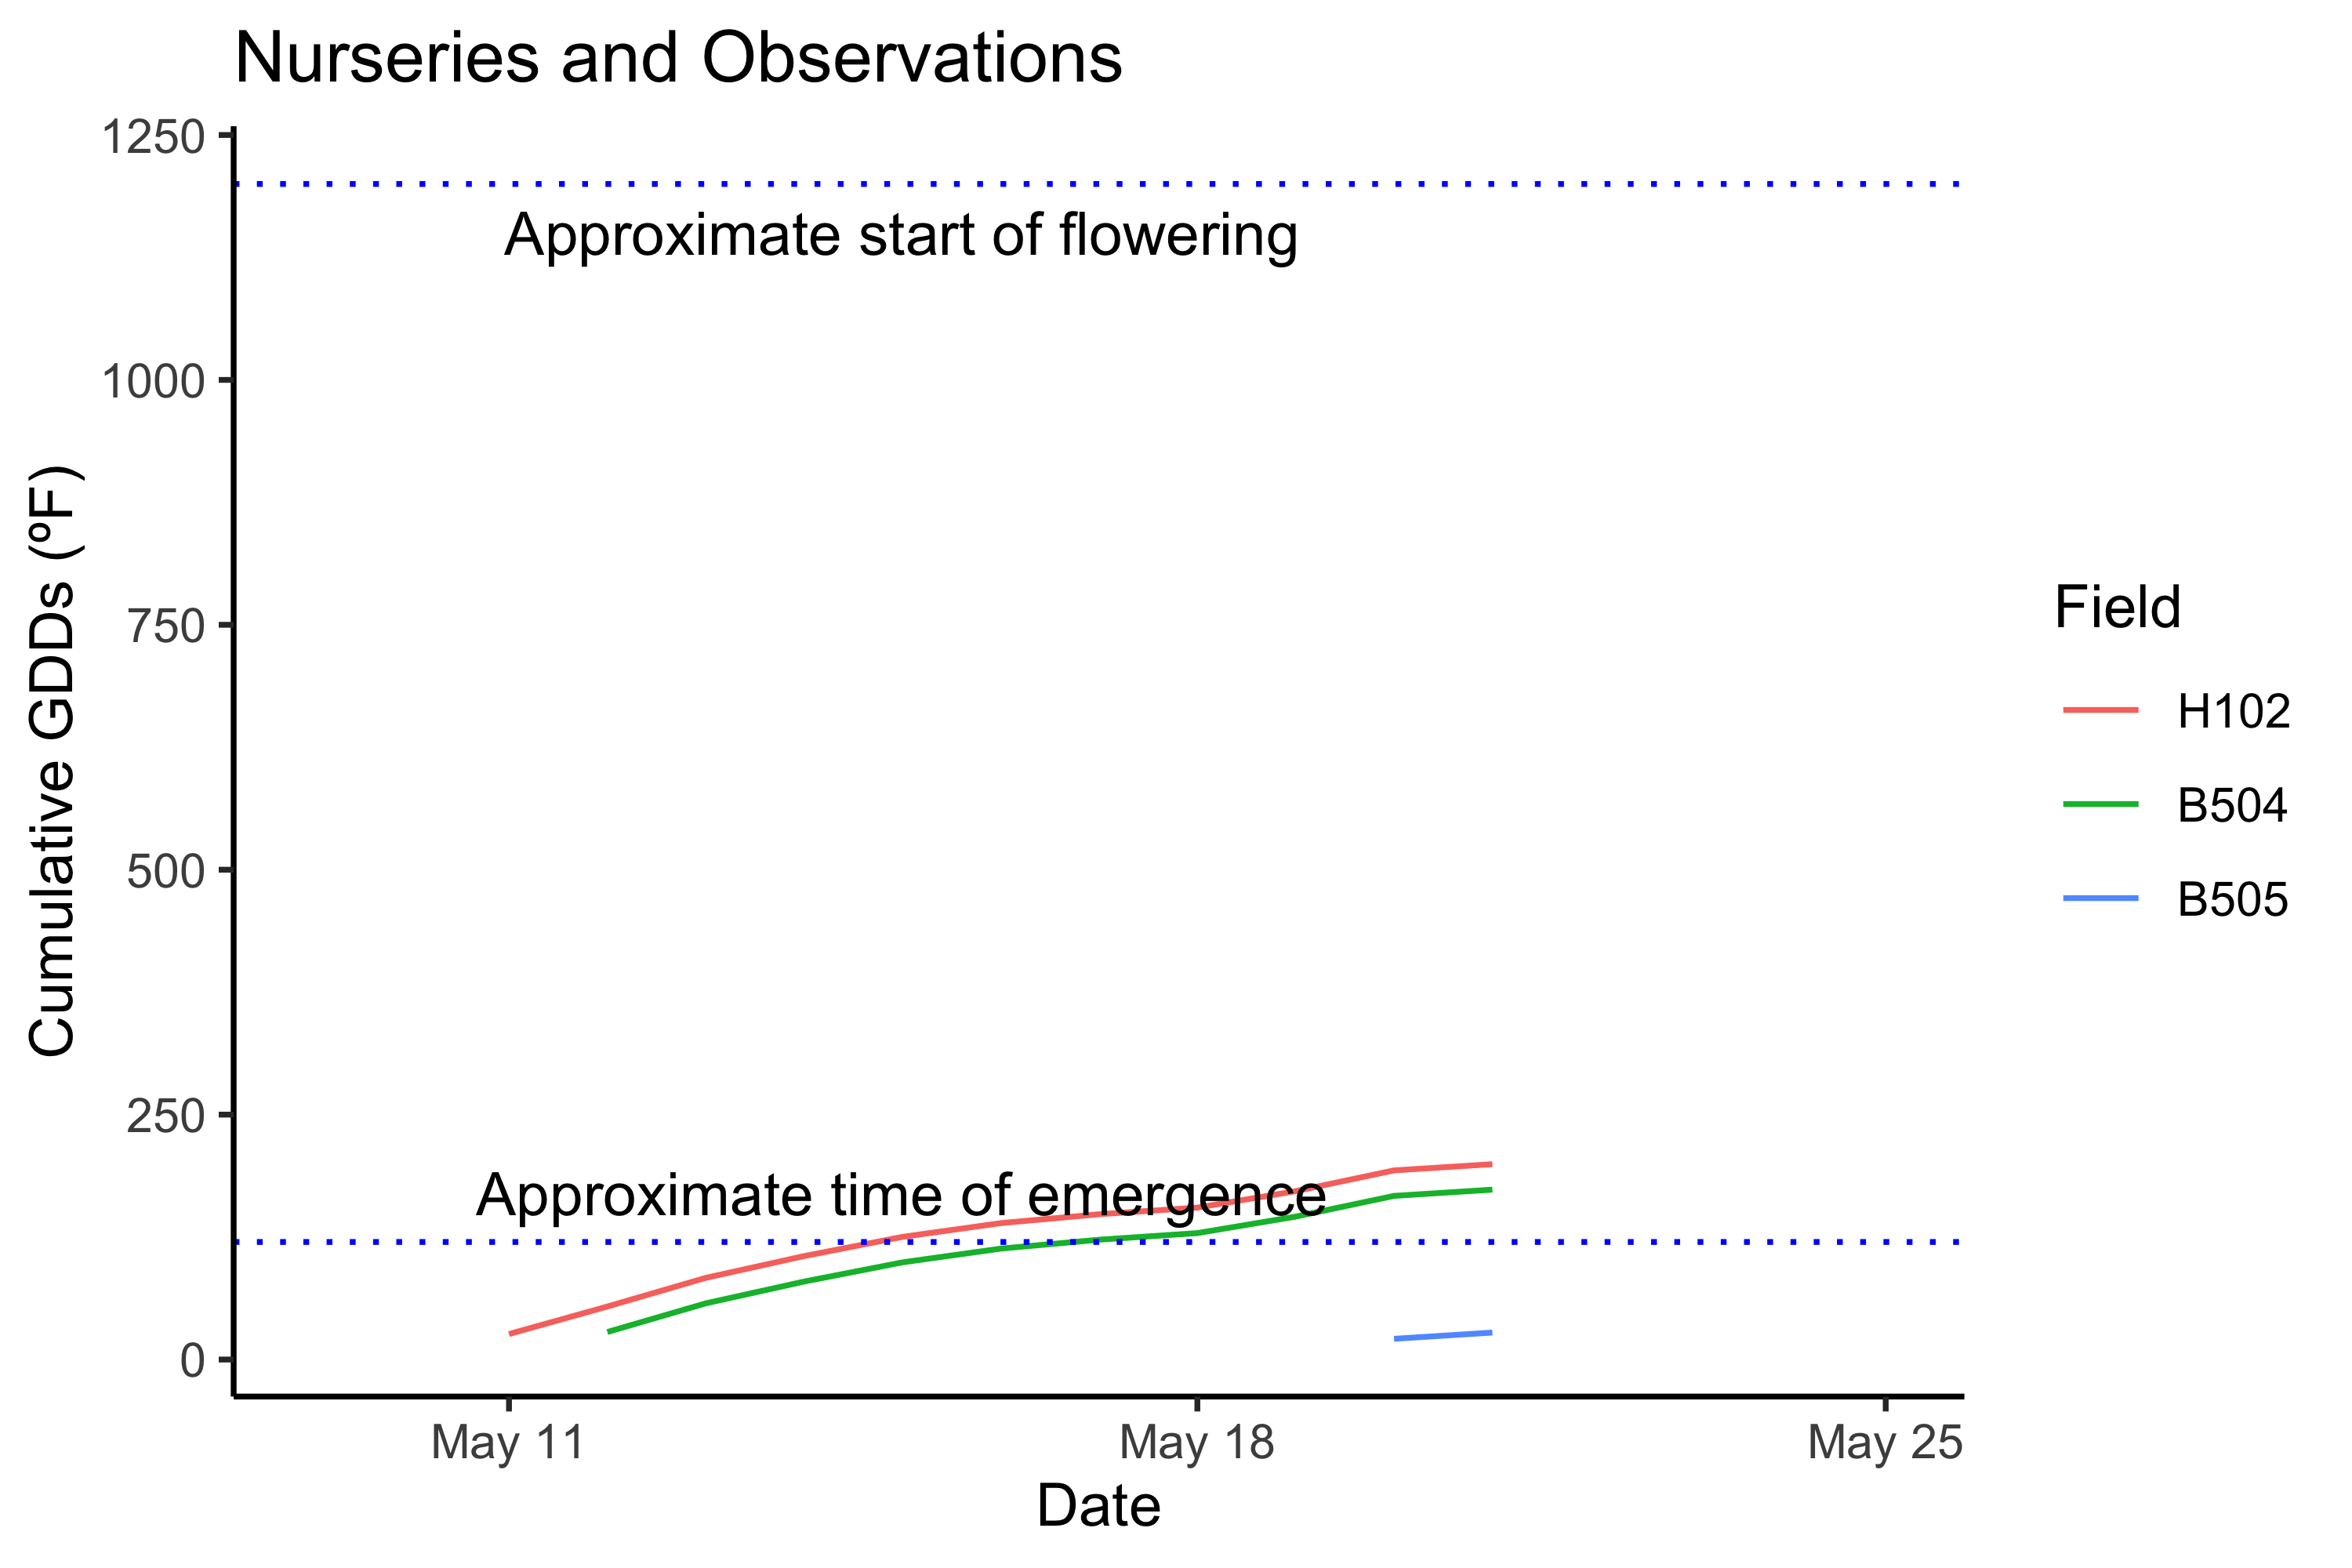 Nurseries and Observations
1250
1000
750
500
250
0
Cumulative GDDs (ºF)
Approximate start of flowering
Approximate time of emergence
May 11
May 18
May 25
Date
Field
H102
B504
B505